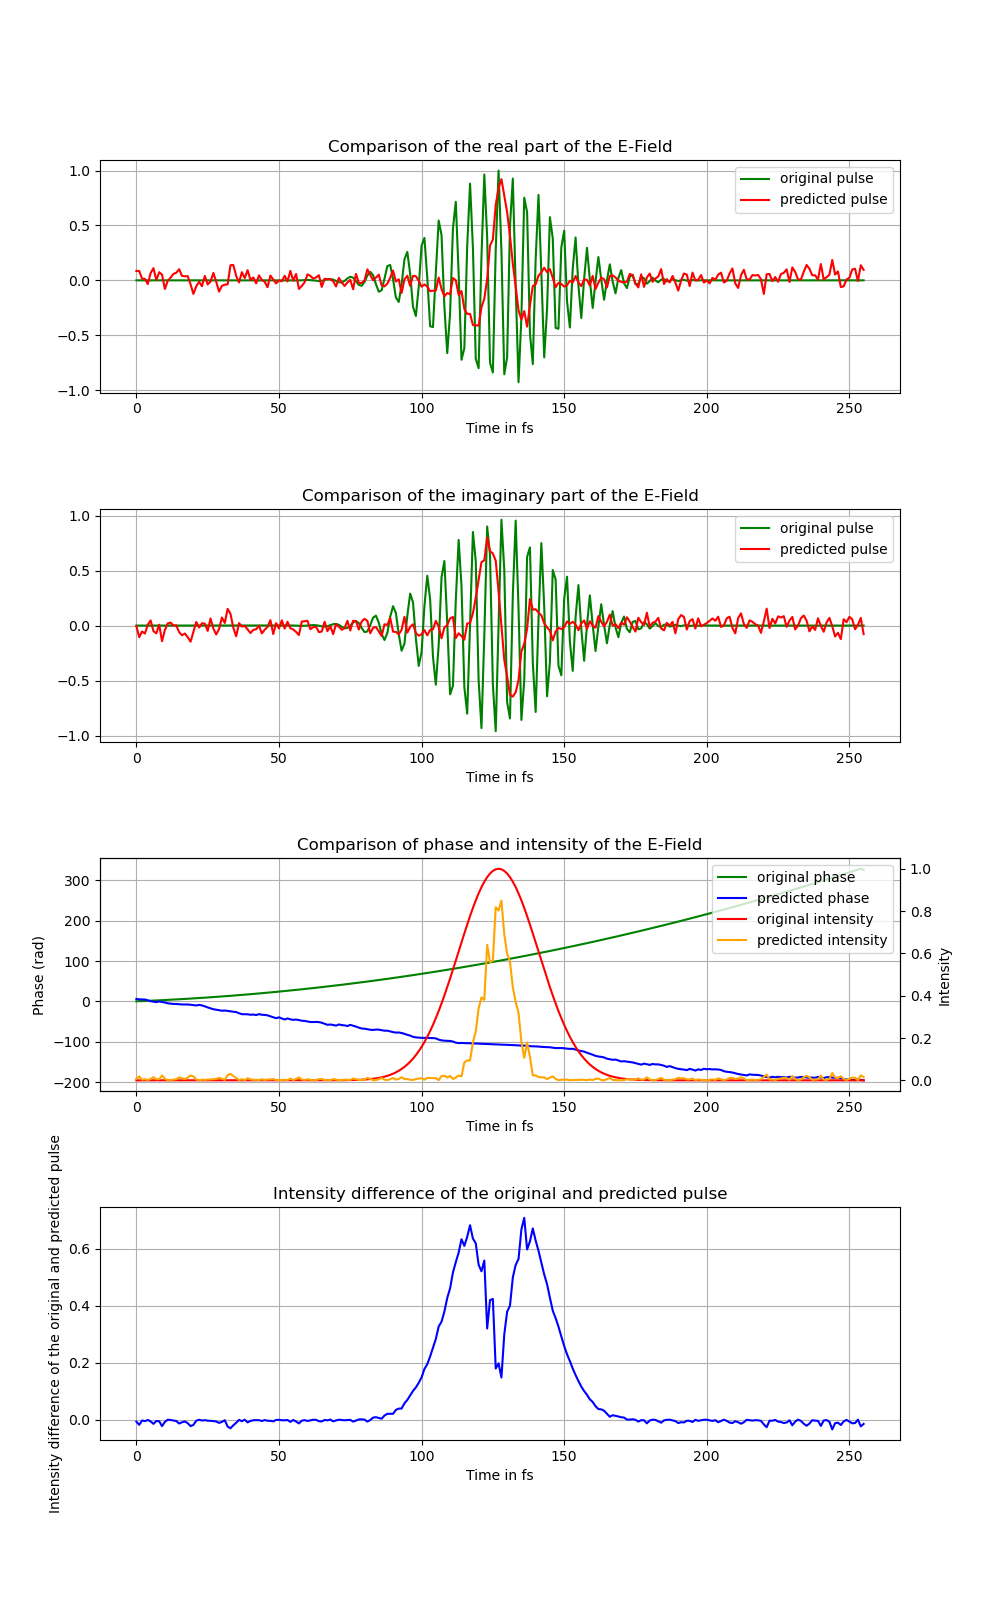 Comparison of the real part of the E-Field
original pulse
predicted pulse
1.0
0.5
0.0
−0.5
−1.0
0 50 100 150 200 250
Time in fs
Comparison of the imaginary part of the E-Field
original pulse
predicted pulse
1.0
0.5
0.0
−0.5
−1.0
0 50 100 150 200 250
Time in fs
Comparison of phase and intensity of the E-Field
original phase
predicted phase
original intensity
predicted intensity
Phase (rad)
300
200
100
0
−100
−200
1.0
0.8
0.6
0.4
0.2
0.0
Intensity
0 50 100 150 200 250
Time in fs
Intensity difference of the original and predicted pulse
Intensity difference of the original and predicted pulse
0.6
0.4
0.2
0.0
0 50 100 150 200 250
Time in fs